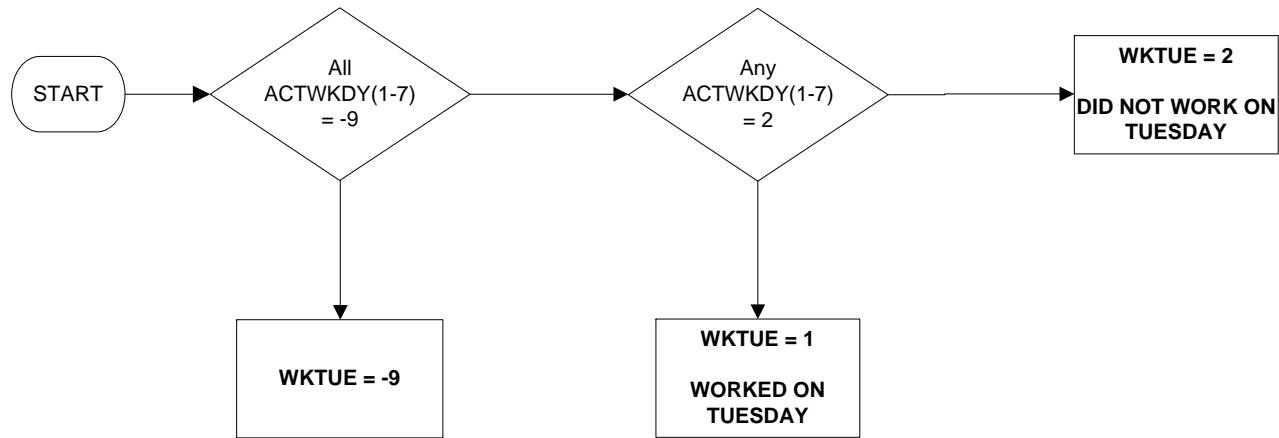 START
All
ACTWKDY(1-7)
= -9
Any
ACTWKDY(1-7)
= 2
WKTUE = 2
DID NOT WORK ON
TUESDAY
WKTUE = -9
WKTUE = 1
WORKED ON
TUESDAY